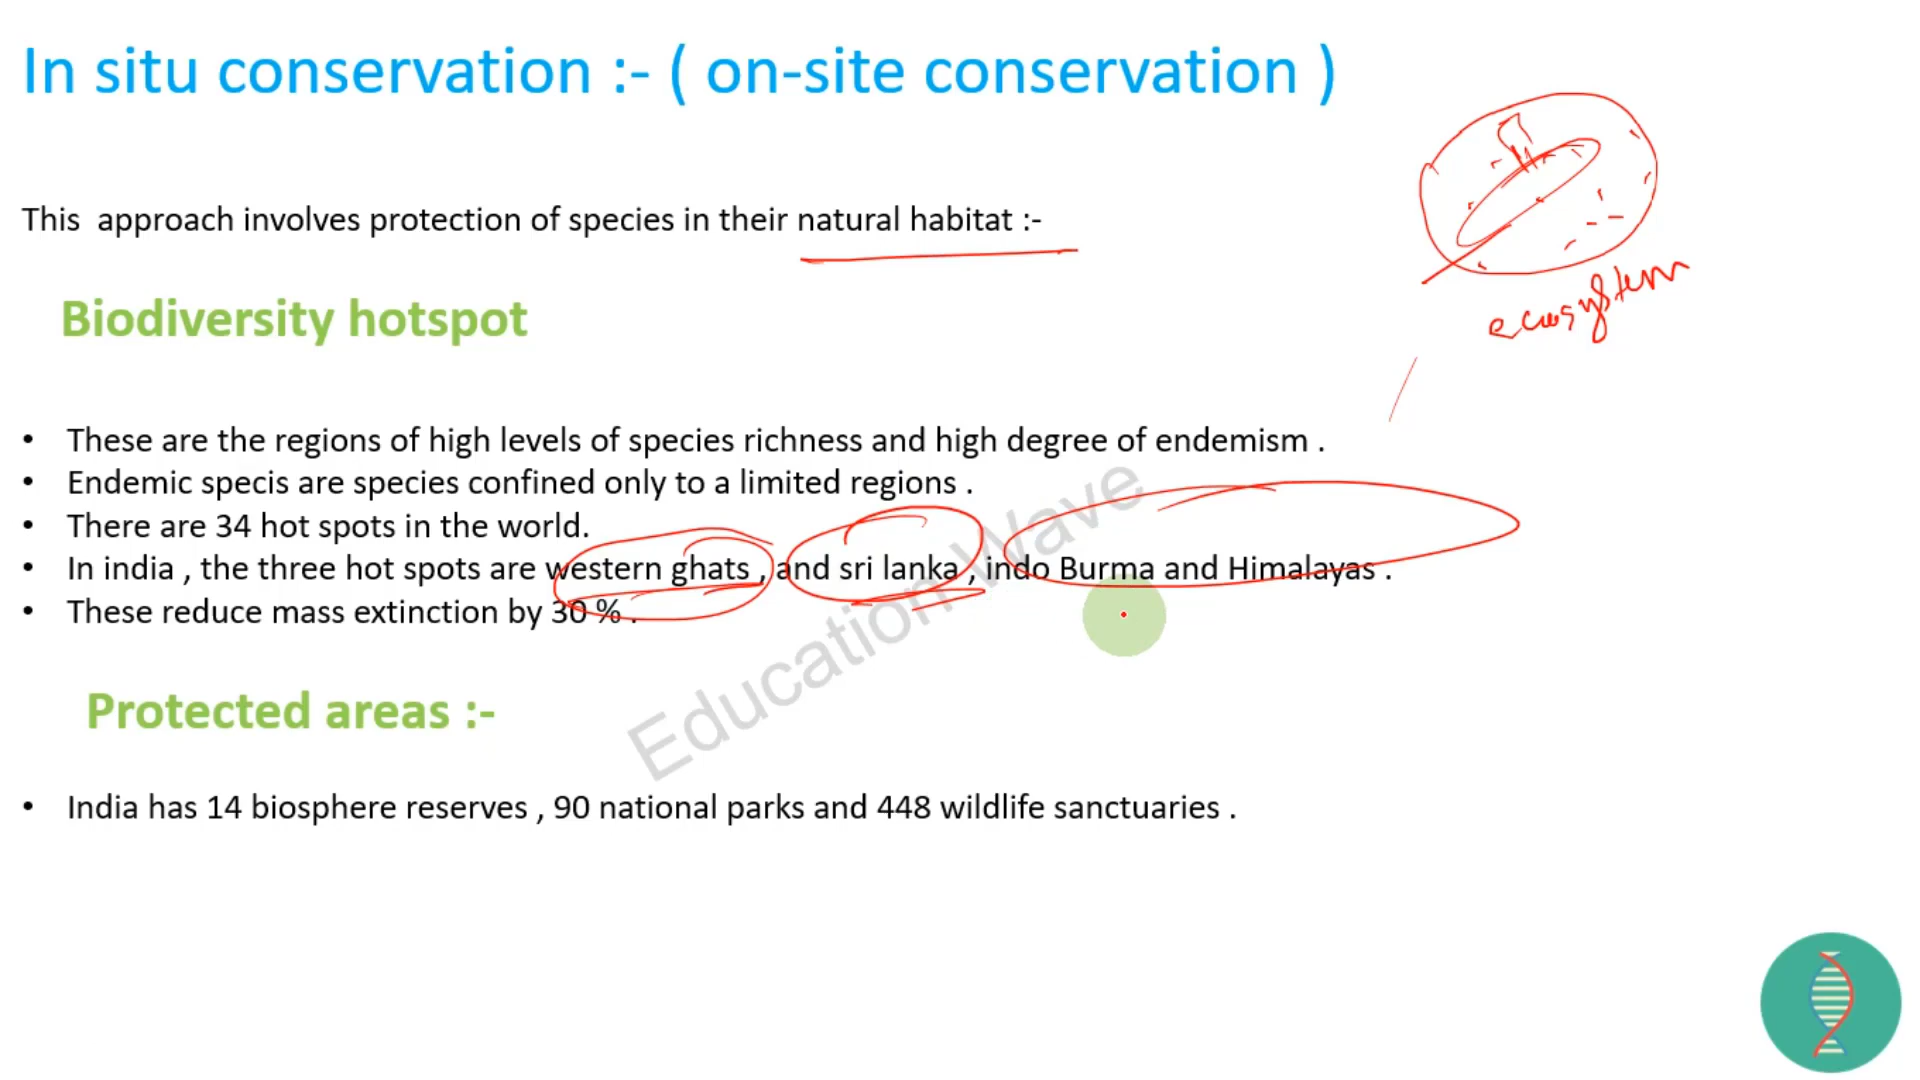 In situ conservation :- ( on-site conservation )
This approach involves protection of species in their natural habitat :-
ecosystem
Biodiversity hotspot
• These are the regions of high levels of species richness and high degree of endemism .
• Endemic specis are species confined only to a limited regions .
• There are 34 hot spots in the world.
• In india , the three hot spots are western ghats , and sri lanka , indo Burma and Himalayas .
• These reduce mass extinction by 30 % .
Education Wave
Protected areas :-
• India has 14 biosphere reserves , 90 national parks and 448 wildlife sanctuaries .